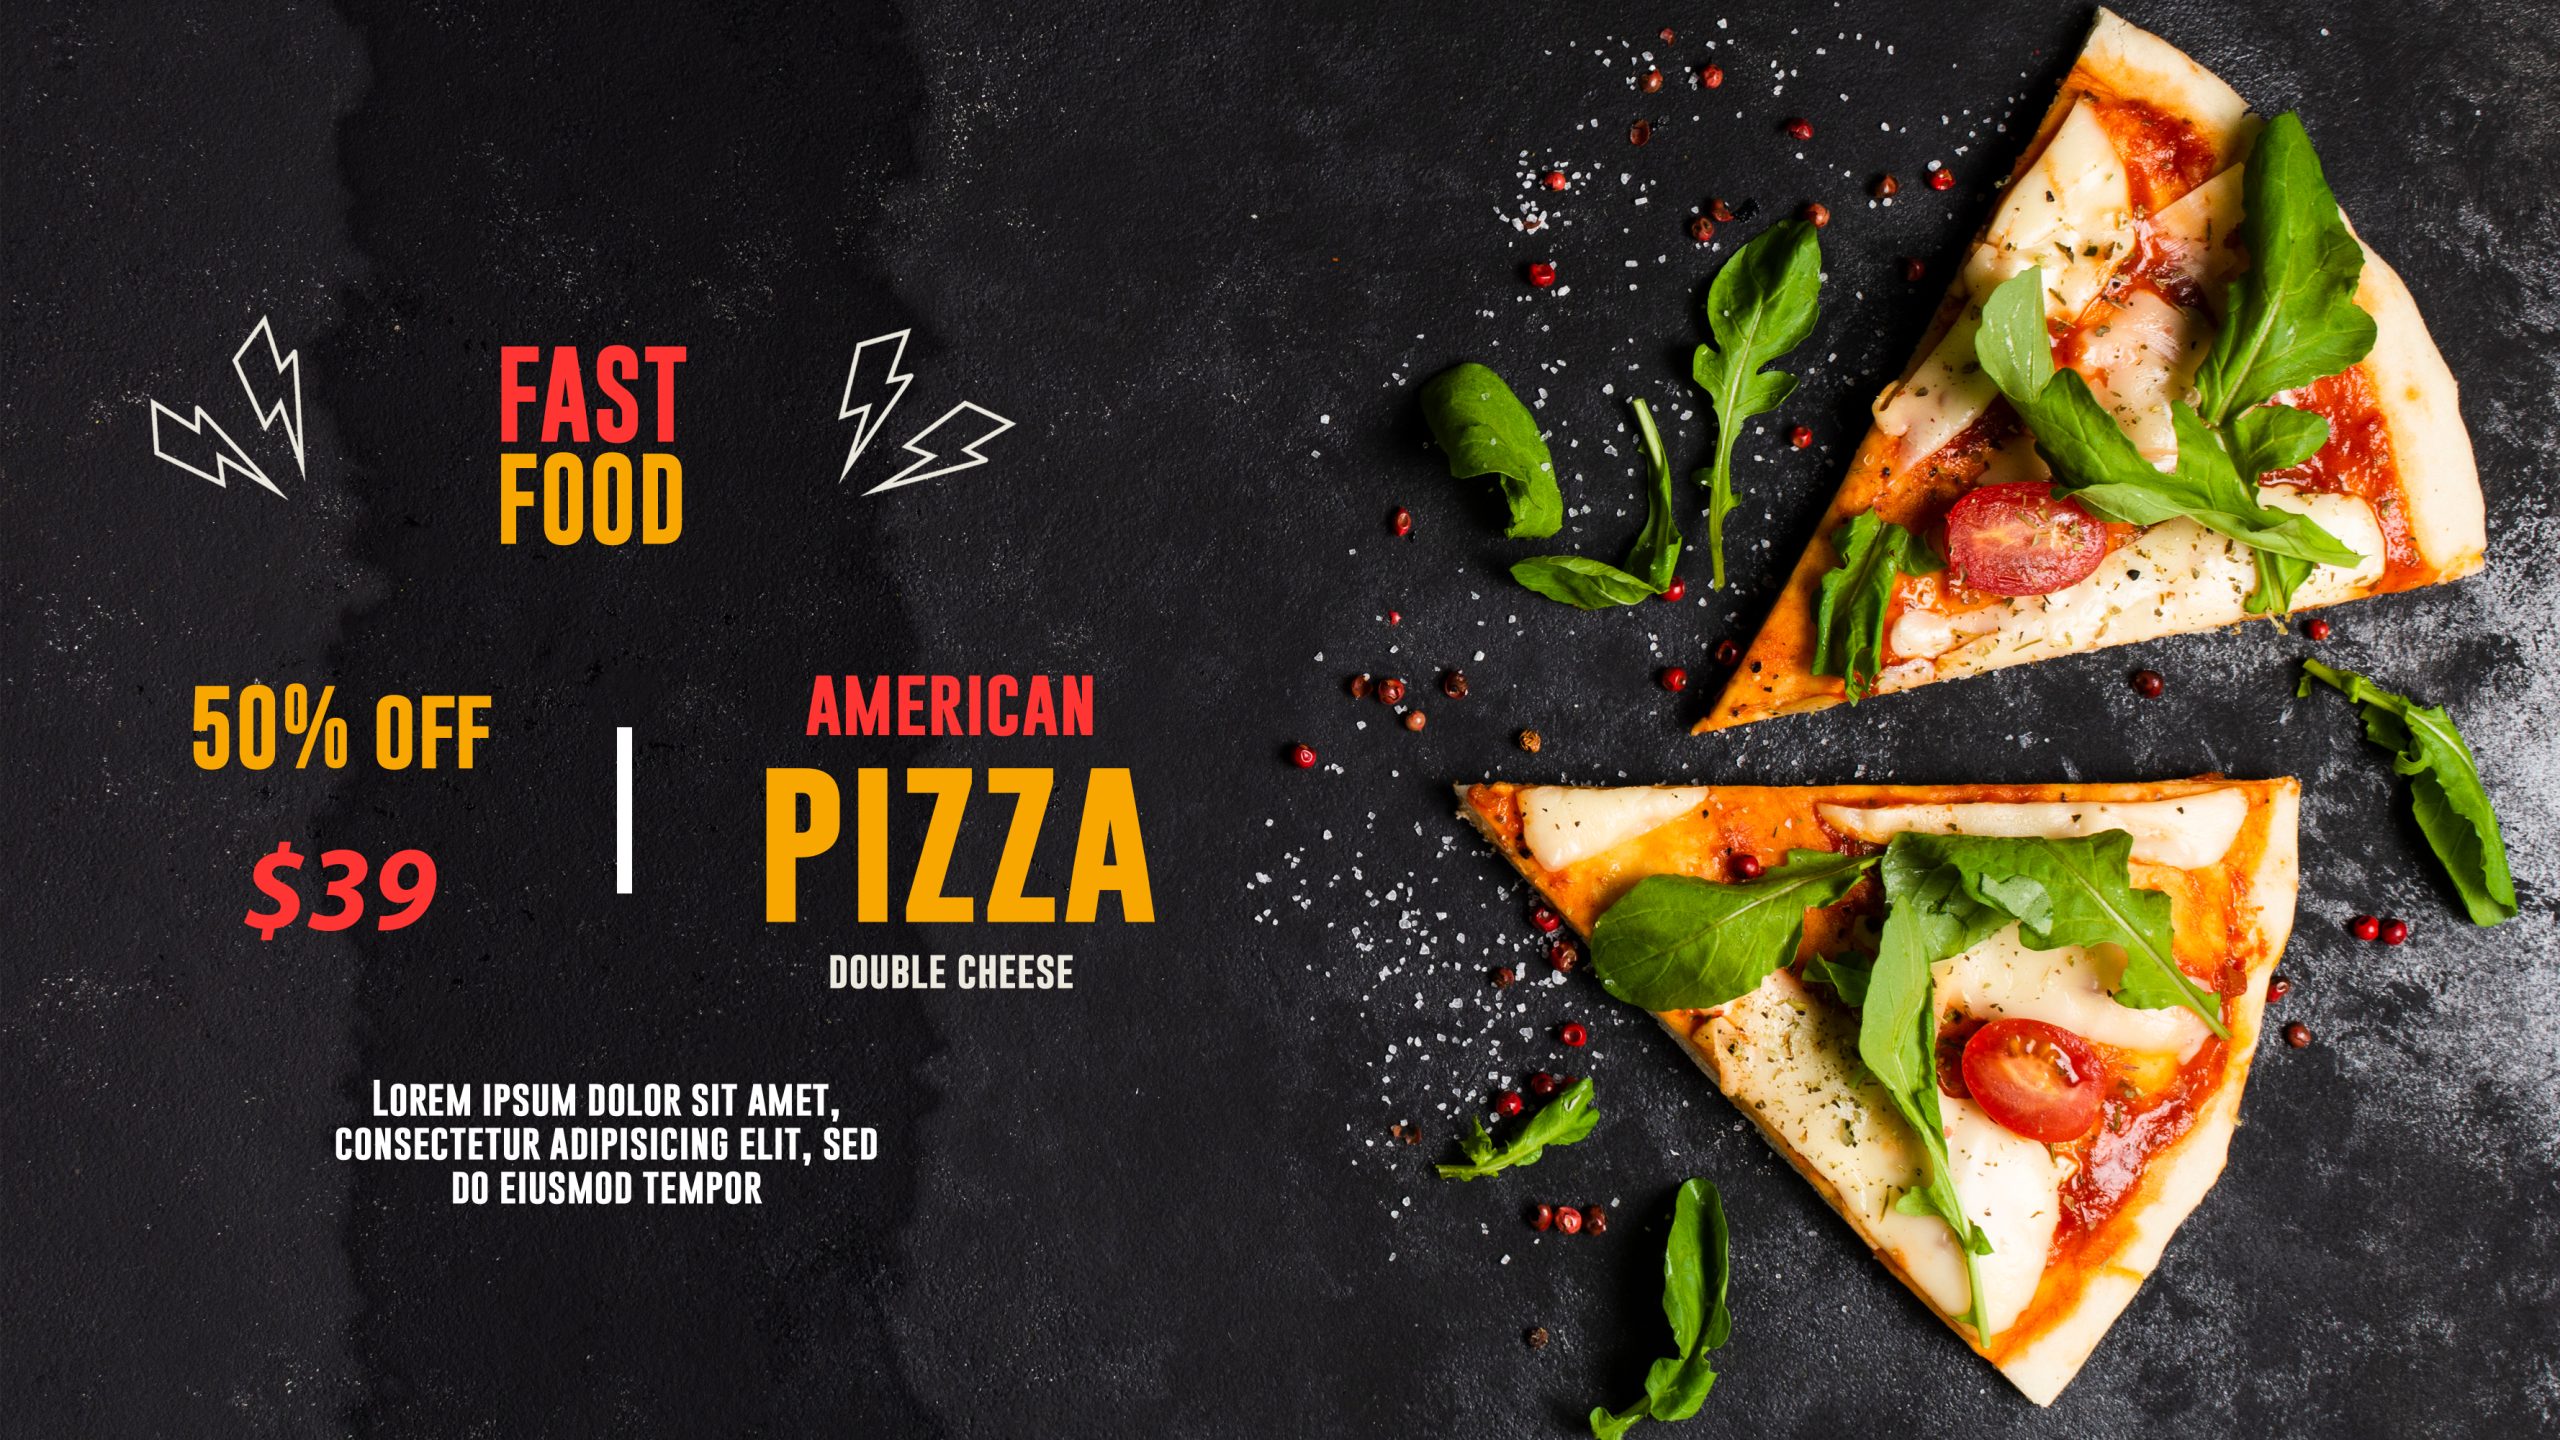 FAST
FOOD
50% OFF
$39
AMERICAN
PIZZA
DOUBLE CHEESE
LOREM IPSUM DOLOR SIT AMET,
CONSECTETUR ADIPISICING ELIT, SED
DO EIUSMOD TEMPOR